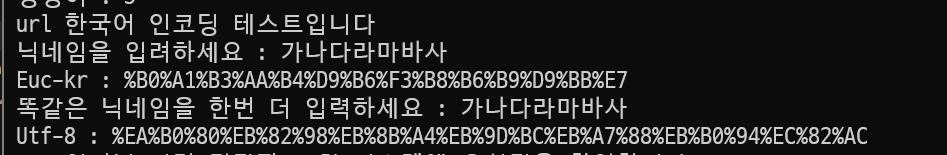 url 한국어 인코딩 테스트입니다
닉네임을 입려하세요 : 가나다라마바사
Euc-kr : %B0%A1%B3%AA%B4%D9%B6%F3%B8%B6%B9%D9%BB%E7
똑같은 닉네임을 한번 더 입력하세요 : 가나다라마바사
Utf-8 : %EA%B0%80%EB%82%98%EB%8B%A4%EB%9D%BC%EB%A7%88%EB%B0%94%EC%82%AC